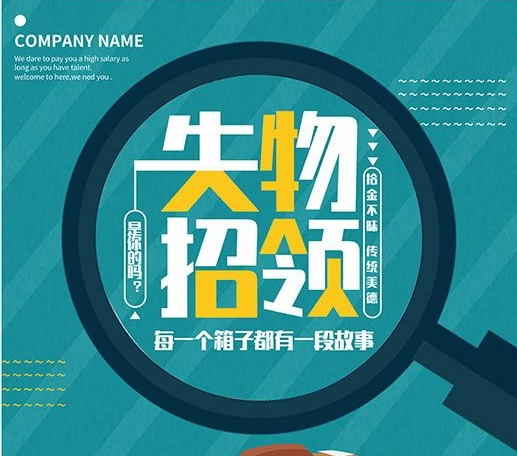 COMPANY NAME
We dare to pay you a high salary as
long as you have talent.
welcome to here,we ned you .
失物
招领
是你的吗?
拾金不昧 传统美德
每一个箱子都有一段故事